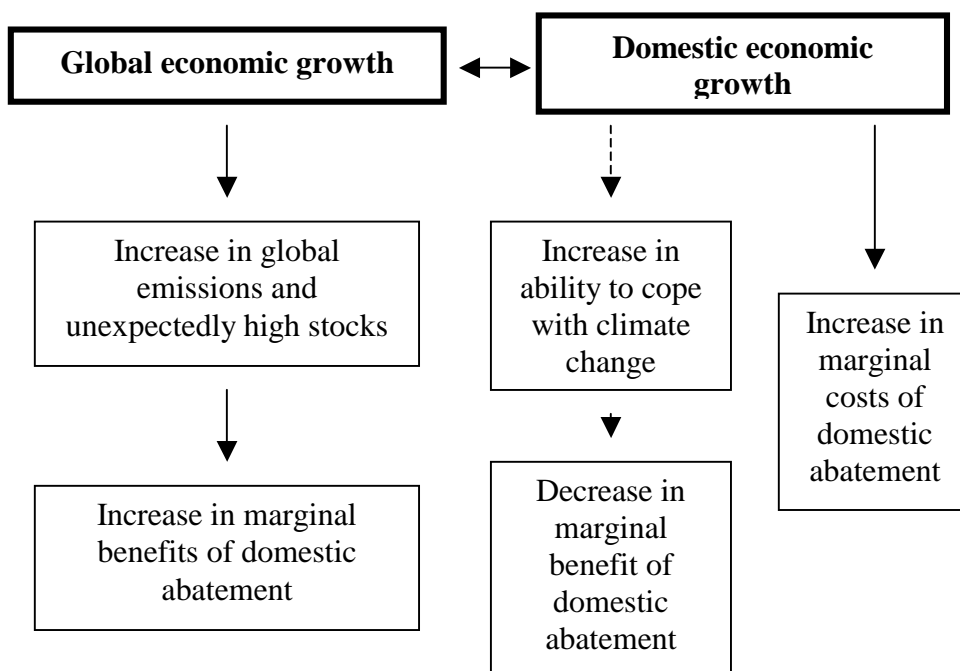 Global economic growth
Domestic economic
growth
Increase in global
emissions and
unexpectedly high stocks
Increase in
ability to cope
with climate
change
Increase in
marginal
costs of
domestic
abatement
Increase in marginal
benefits of domestic
abatement
Decrease in
marginal
benefit of
domestic
abatement